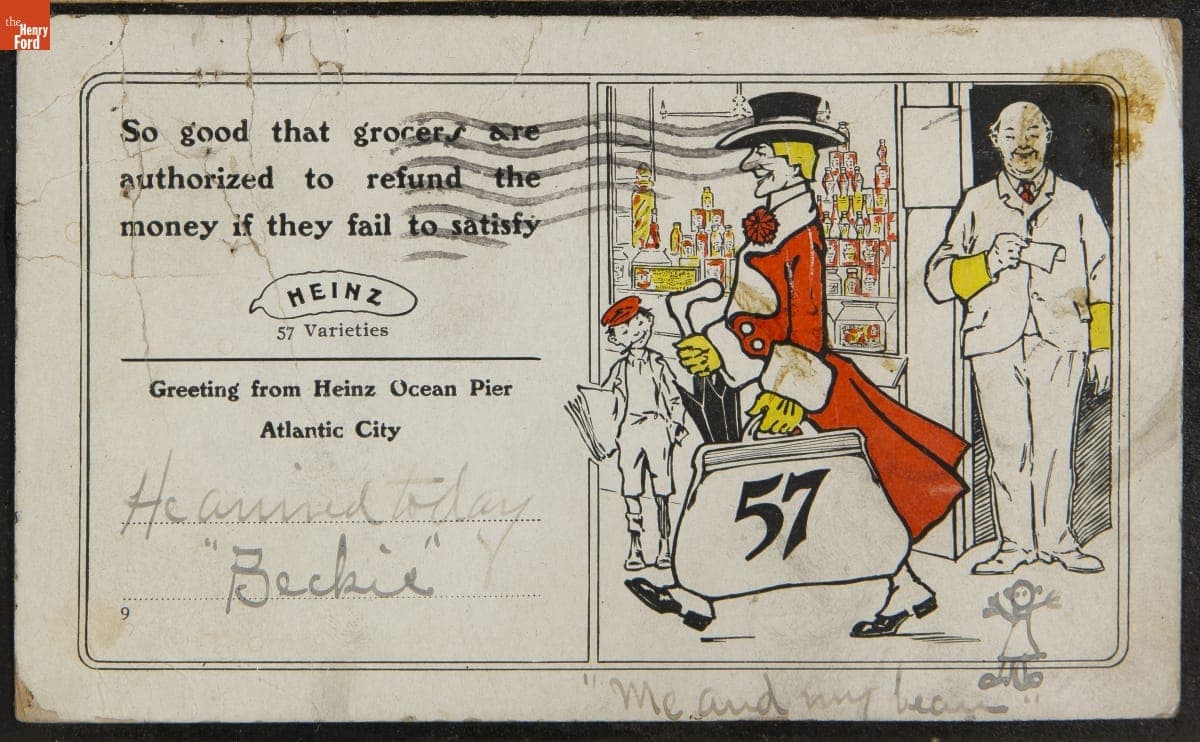 the
Henry
Ford
So good that grocers are
authorized to refund the
money if they fail to satisfy
HEINZ
57 Varieties
Greeting from Heinz Ocean Pier
Atlantic City
He arrived today
"Beckie"
9
57
"Me and my beau"